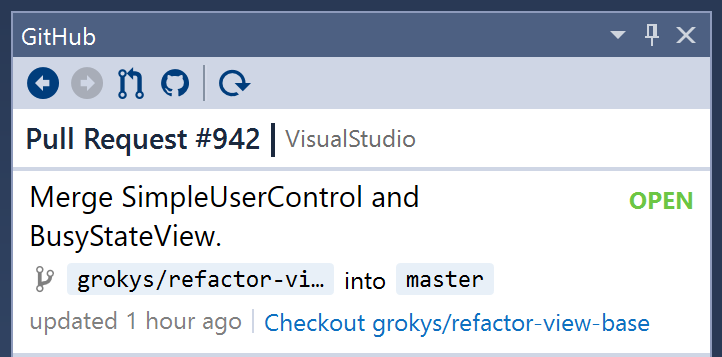 GitHub
Pull Request #942 | VisualStudio
Merge SimpleUserControl and
BusyStateView.
OPEN
grokys/refactor-vi… into master
updated 1 hour ago | Checkout grokys/refactor-view-base